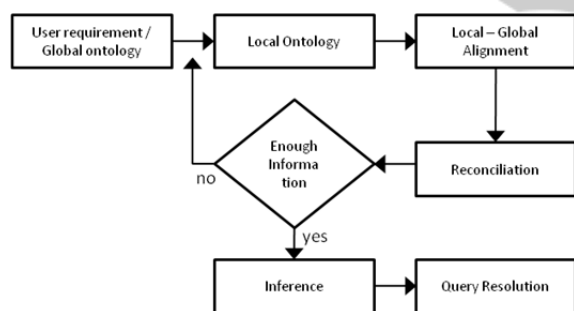 User requirement /
Global ontology
Local Ontology
Local – Global
Alignment
Enough
Informa
tion
Reconciliation
no
yes
Inference
Query Resolution